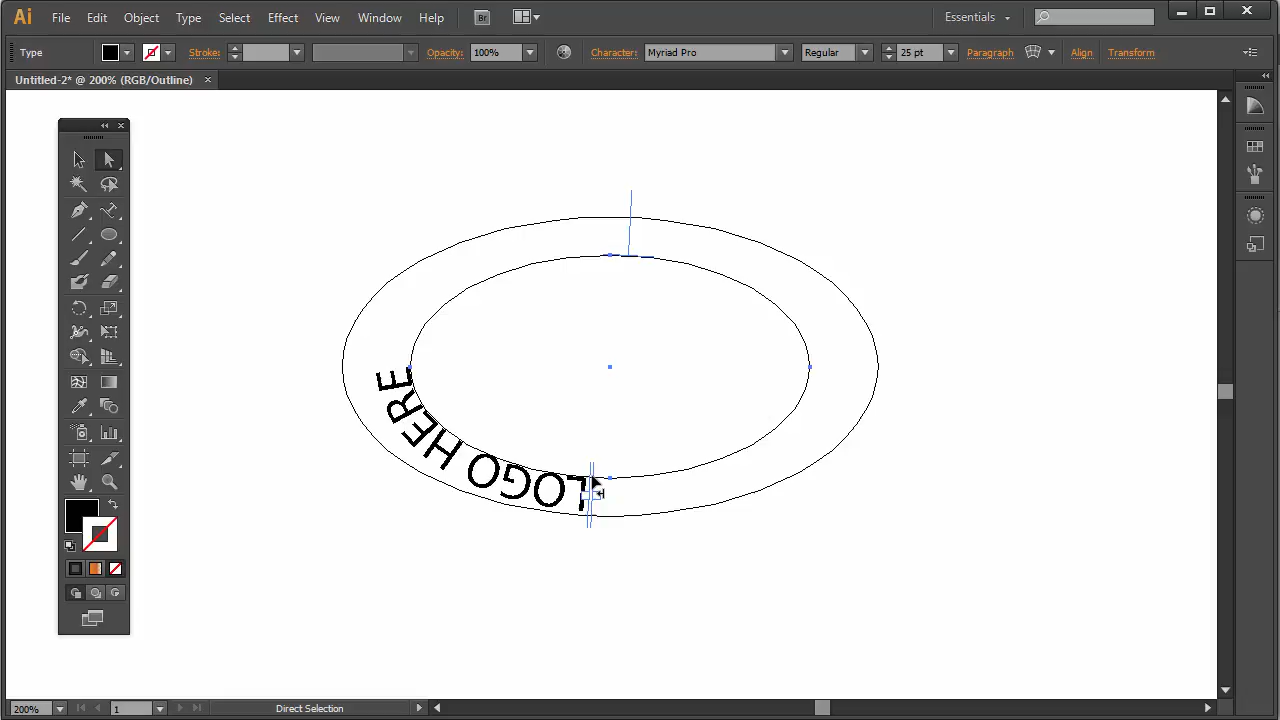 Ai File Edit Object Type Select Effect View Window Help Br Essentials
Type Stroke: Opacity: 100% Character: Myriad Pro Regular 25 pt Paragraph Align Transform
Untitled-2* @ 200% (RGB/Outline) ×
LOGO HERE
200% 1 Direct Selection